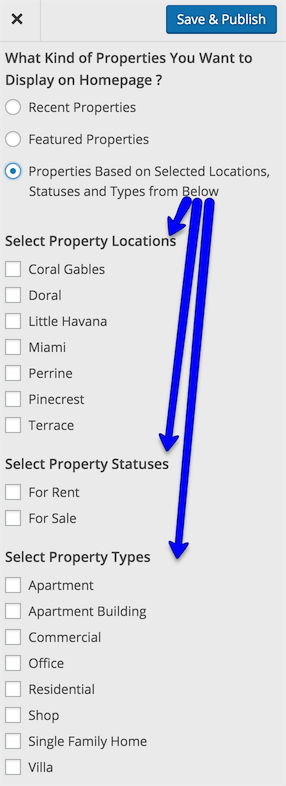 Save & Publish
What Kind of Properties You Want to
Display on Homepage ?
Recent Properties
Featured Properties
Properties Based on Selected Locations,
Statuses and Types from Below
Select Property Locations
Coral Gables
Doral
Little Havana
Miami
Perrine
Pinecrest
Terrace
Select Property Statuses
For Rent
For Sale
Select Property Types
Apartment
Apartment Building
Commercial
Office
Residential
Shop
Single Family Home
Villa